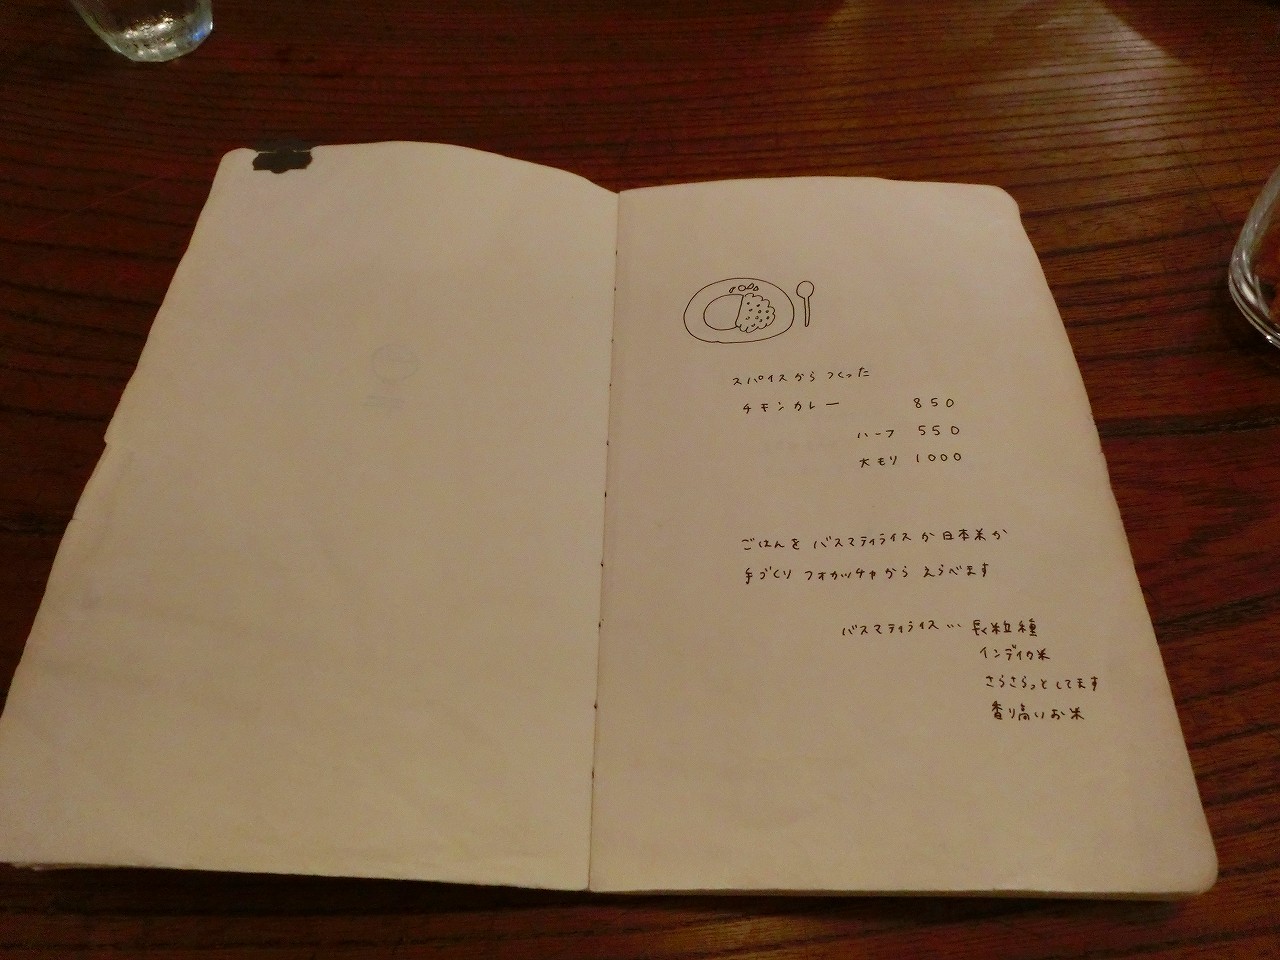 スパイスからつくった
チキンカレー 850
ハーフ 550
大モリ 1000
ごはんを バスマティライス か 日本米か
手づくり フォカッチャから えらべます
バスマティライス… 長粒種
インディカ米
さらさらっとしてます
香り高いお米